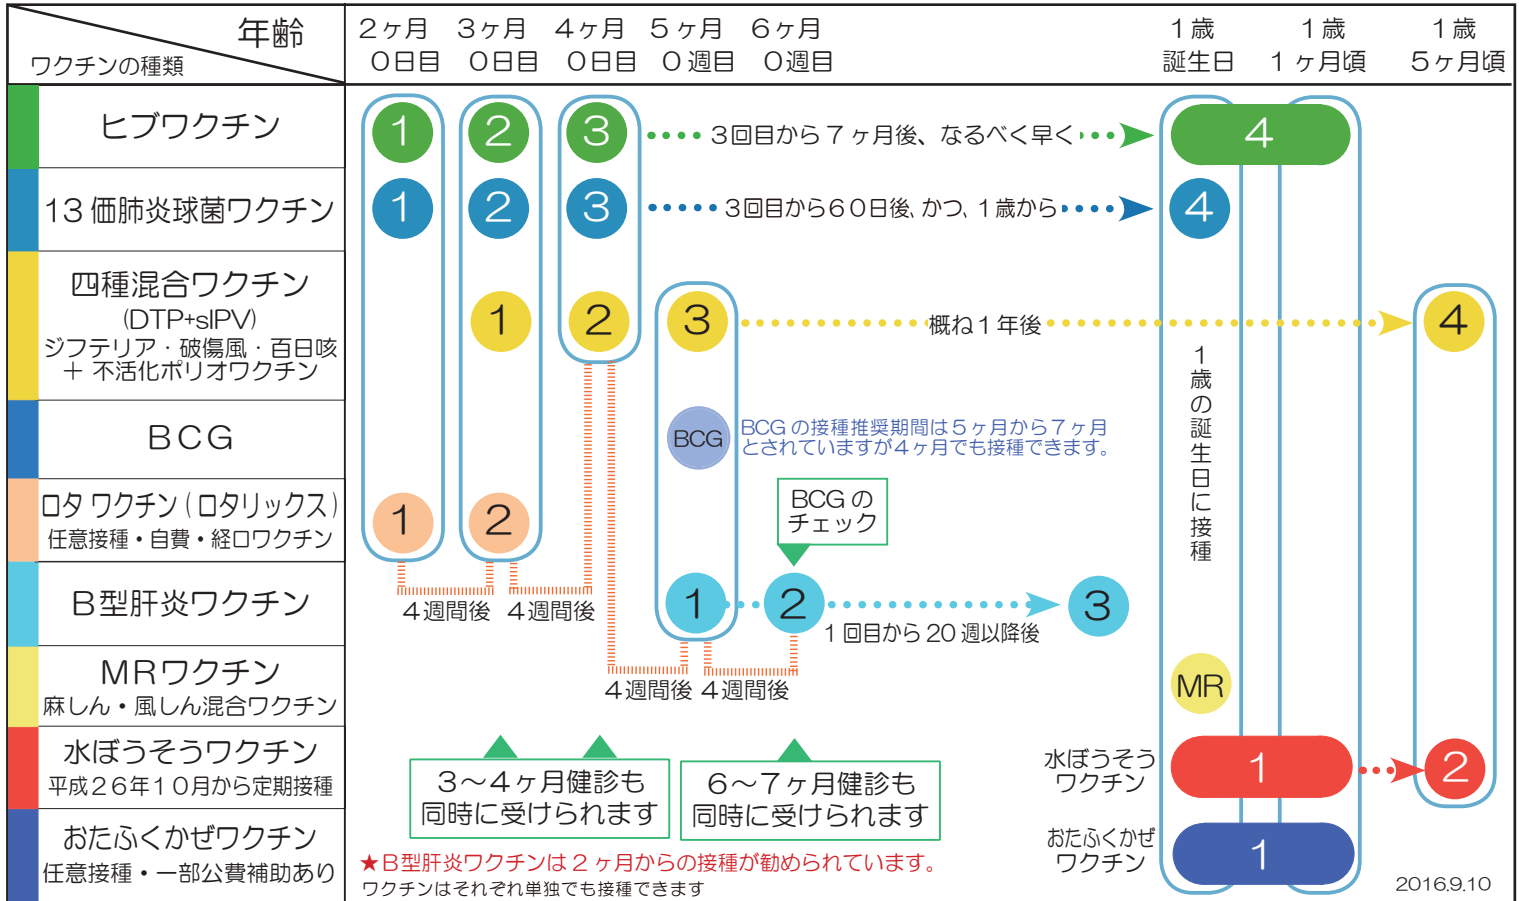 年齢
ワクチンの種類
2ヶ月 3ヶ月 4ヶ月 5ヶ月 6ヶ月 1歳 1歳 1歳
0日目 0日目 0日目 0週目 0週目 誕生日 1ヶ月頃 5ヶ月頃
ヒブワクチン
1 2 3 3回目から7ヶ月後、なるべく早く 4
13価肺炎球菌ワクチン
1 2 3 3回目から60日後、かつ、1歳から 4
四種混合ワクチン
(DTP+sIPV)
ジフテリア・破傷風・百日咳
＋ 不活化ポリオワクチン
1 2 3 概ね1年後 4
1歳の誕生日に接種
BCG
BCG
BCGの接種推奨期間は5ヶ月から7ヶ月
とされていますが4ヶ月でも接種できます。
ロタ ワクチン(ロタリックス)
任意接種・自費・経口ワクチン
1 2
BCGの
チェック
B型肝炎ワクチン
1 2 3
4週間後 4週間後
1回目から20週以降後
4週間後 4週間後
MRワクチン
麻しん・風しん混合ワクチン
MR
水ぼうそうワクチン
平成26年10月から定期接種
3〜4ヶ月健診も
同時に受けられます
6〜7ヶ月健診も
同時に受けられます
水ぼうそう
ワクチン
1 2
おたふくかぜワクチン
任意接種・一部公費補助あり
おたふくかぜ
ワクチン
1
★B型肝炎ワクチンは2ヶ月からの接種が勧められています。
ワクチンはそれぞれ単独でも接種できます
2016.9.10